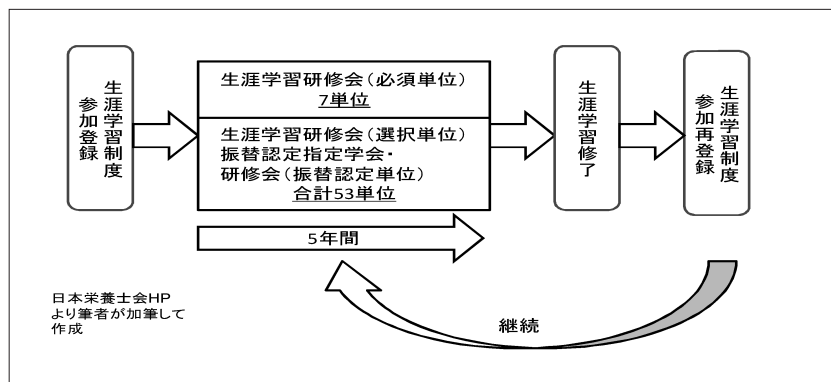 生涯学習制度
参加登録
生涯学習研修会（必須単位）
7単位
生涯学習研修会（選択単位）
振替認定指定学会・
研修会（振替認定単位）
合計53単位
生涯学習修了
生涯学習制度
参加再登録
5年間
継続
日本栄養士会HP
より筆者が加筆して
作成